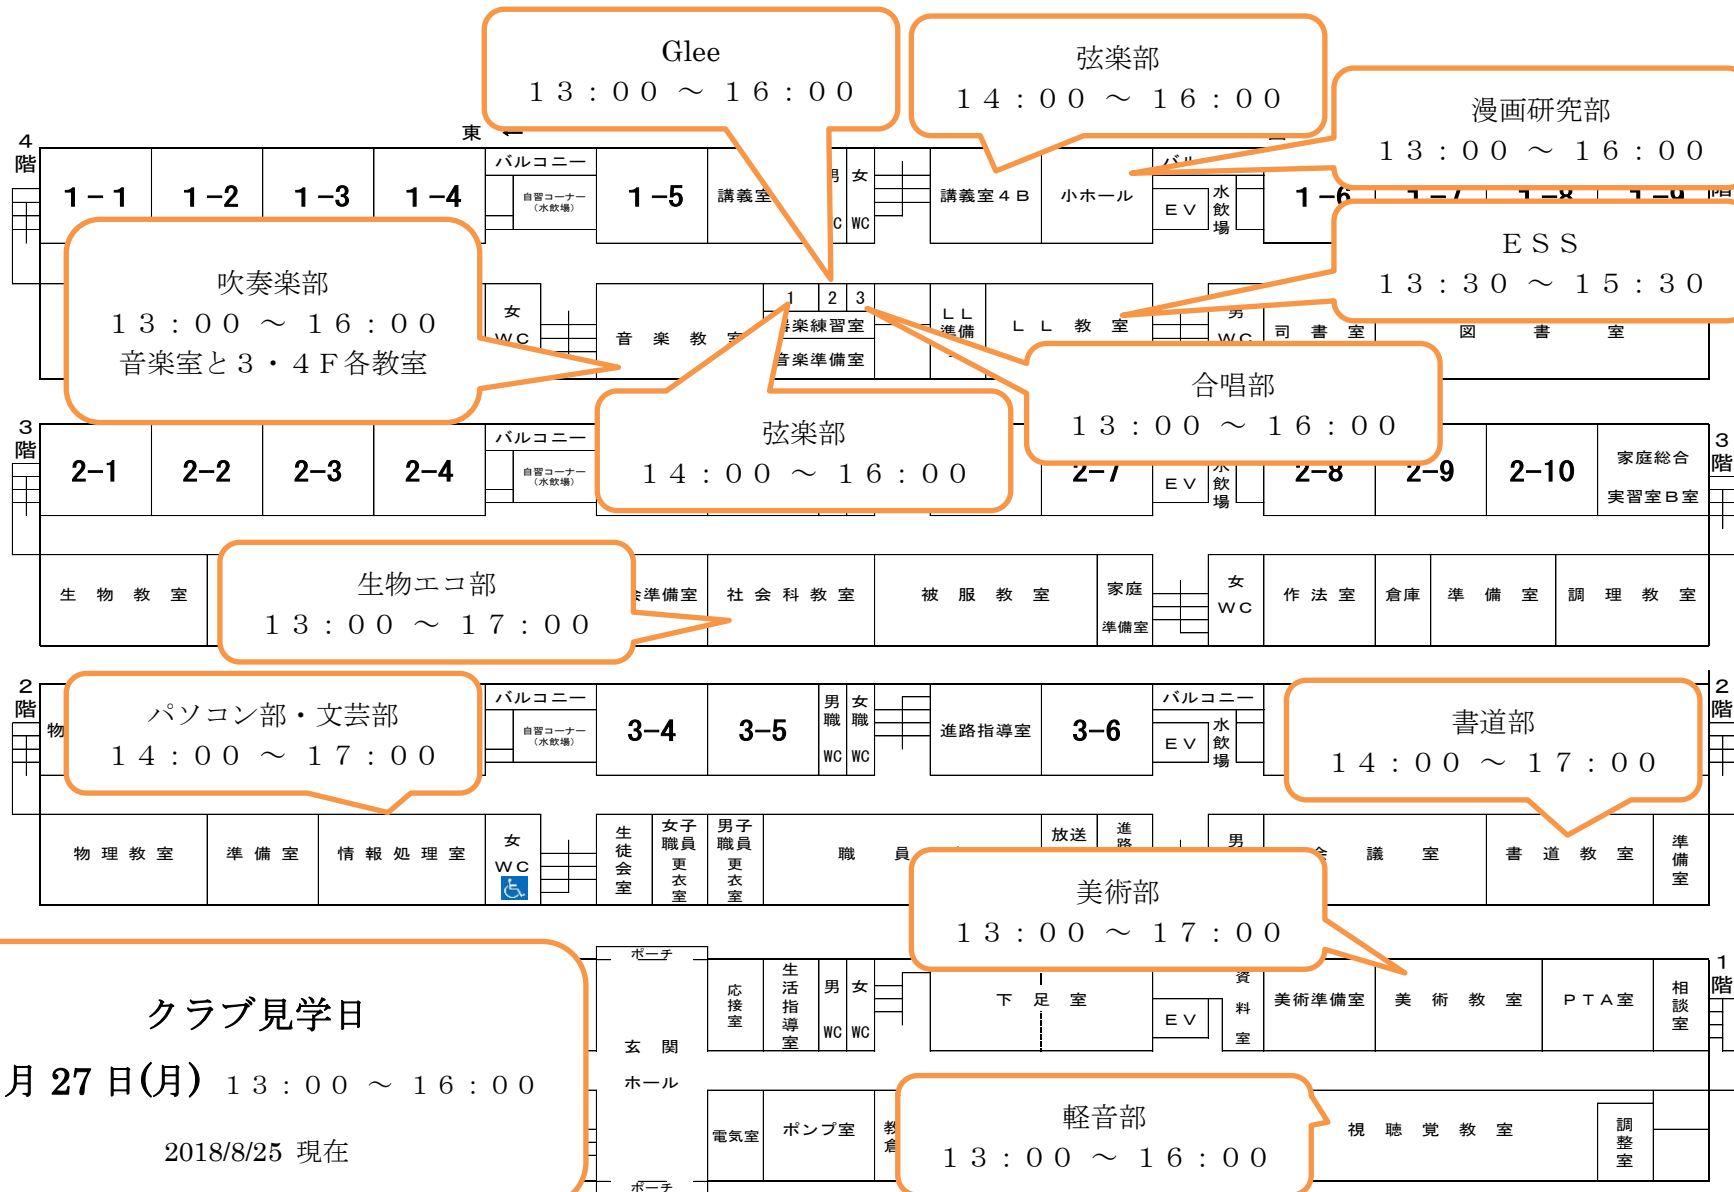 Glee
１３：００ ～ １６：００
弦楽部
１４：００ ～ １６：００
漫画研究部
１３：００ ～ １６：００
東 ←
4階
1－1
1－2
1－3
1－4
バルコニー
自習コーナー
（水飲場）
1－5
講義室
WC
女
WC
講義室４Ｂ
小ホール
ＥＶ
水飲場
1－6
ＥＳＳ
１３：３０ ～ １５：３０
吹奏楽部
１３：００ ～ １６：００
音楽室と３・４Ｆ各教室
女
ＷＣ
音楽教室
1
2
3
器楽練習室
音楽準備室
ＬＬ
準備
ＬＬ教室
男
ＷＣ
司書室
図書室
合唱部
１３：００ ～ １６：００
弦楽部
１４：００ ～ １６：００
3階
2－1
2－2
2－3
2－4
バルコニー
自習コーナー
（水飲場）
2－7
ＥＶ
水飲場
2－8
2－9
2－10
家庭総合
実習室Ｂ室
3階
生物教室
生物エコ部
１３：００ ～ １７：００
準備室
社会科教室
被服教室
家庭
準備室
女
ＷＣ
作法室
倉庫
準備室
調理教室
2階
物
パソコン部・文芸部
１４：００ ～ １７：００
バルコニー
自習コーナー
（水飲場）
3－4
3－5
男職
WC
女職
WC
進路指導室
3－6
バルコニー
ＥＶ
水飲場
書道部
１４：００ ～ １７：００
2階
物理教室
準備室
情報処理室
女
ＷＣ
生徒会室
女子職員更衣室
男子職員更衣室
職員
放送
進路
男
会議室
書道教室
準備室
美術部
１３：００ ～ １７：００
クラブ見学日
月 27 日(月) １３：００ ～ １６：００
2018/8/25 現在
ポーチ
玄関
ホール
ポーチ
応接室
生活指導室
男
WC
女
WC
下足室
ＥＶ
資料室
美術準備室
美術教室
ＰＴＡ室
相談室
1階
電気室
ポンプ室
軽音部
１３：００ ～ １６：００
視聴覚教室
調整室